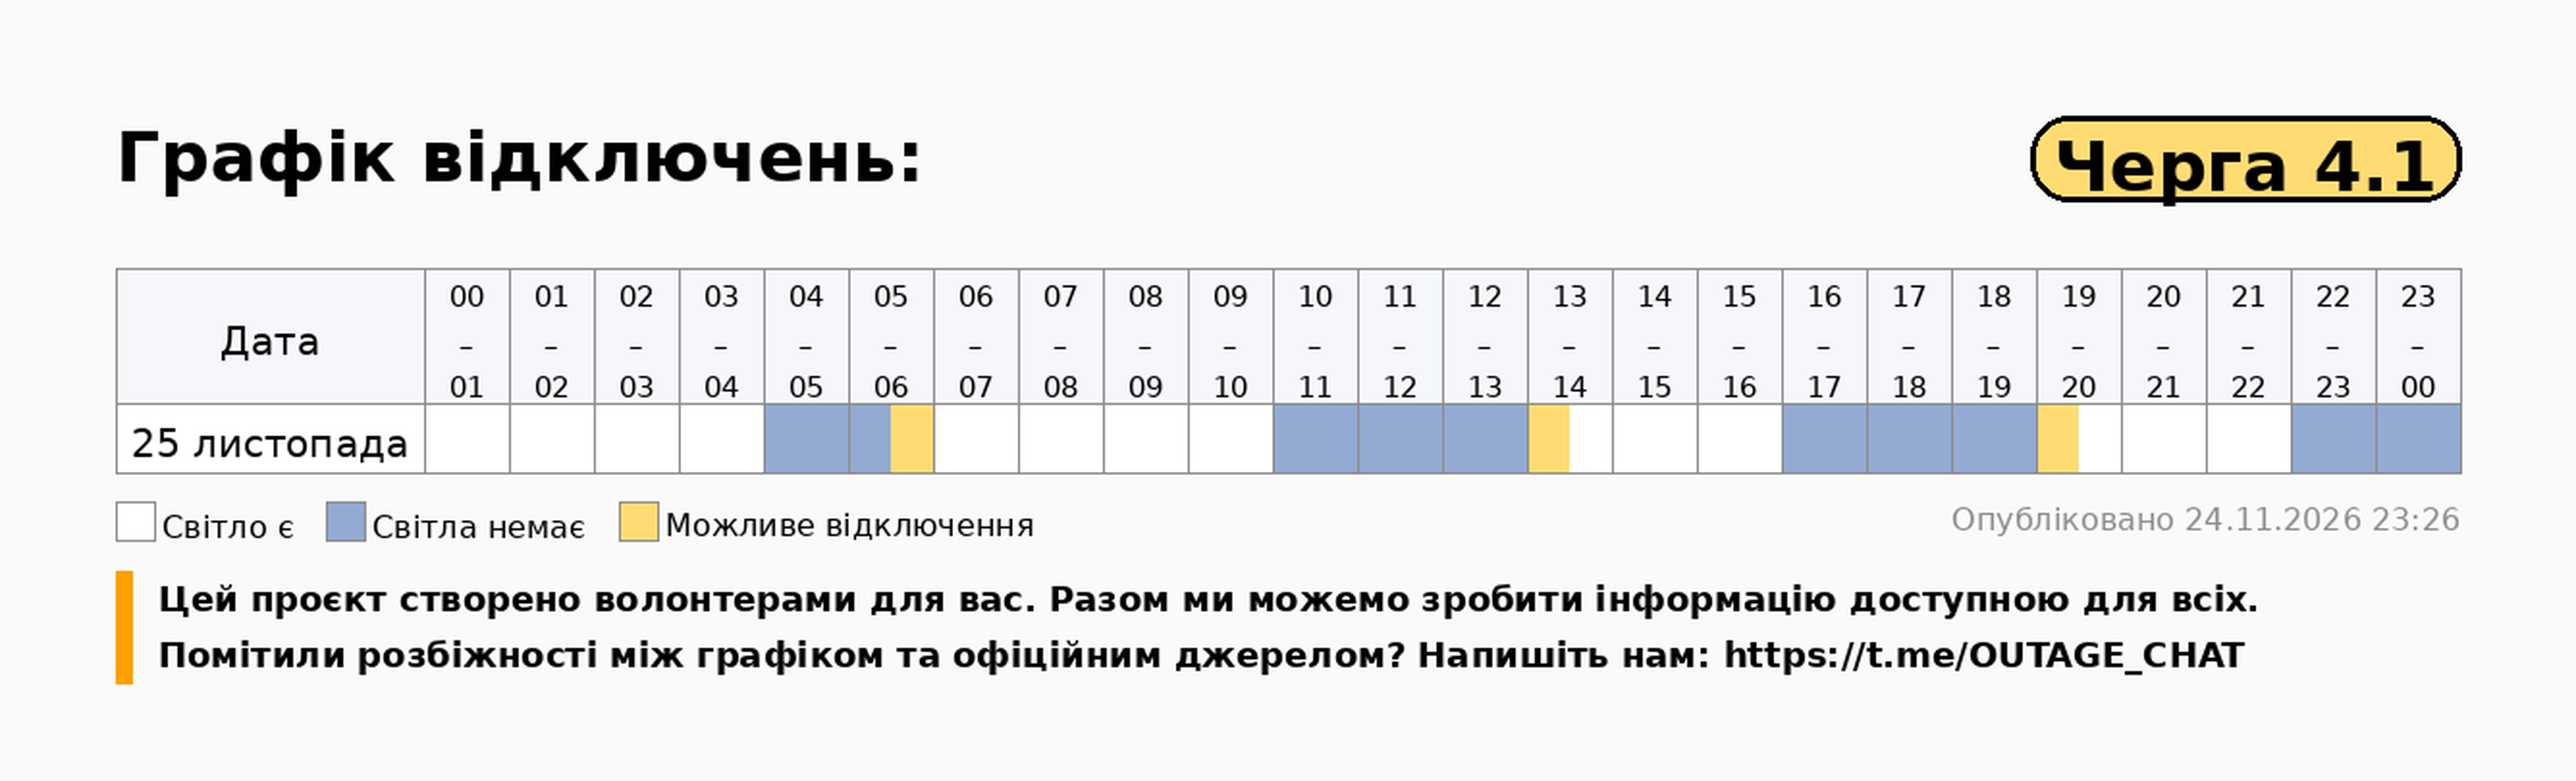 Графік відключень:
Черга 4.1
Дата
00 – 01
01 – 02
02 – 03
03 – 04
04 – 05
05 – 06
06 – 07
07 – 08
08 – 09
09 – 10
10 – 11
11 – 12
12 – 13
13 – 14
14 – 15
15 – 16
16 – 17
17 – 18
18 – 19
19 – 20
20 – 21
21 – 22
22 – 23
23 – 00
25 листопада
Світло є
Світла немає
Можливе відключення
Опубліковано 24.11.2026 23:26
Цей проєкт створено волонтерами для вас. Разом ми можемо зробити інформацію доступною для всіх.
Помітили розбіжності між графіком та офіційним джерелом? Напишіть нам: https://t.me/OUTAGE_CHAT